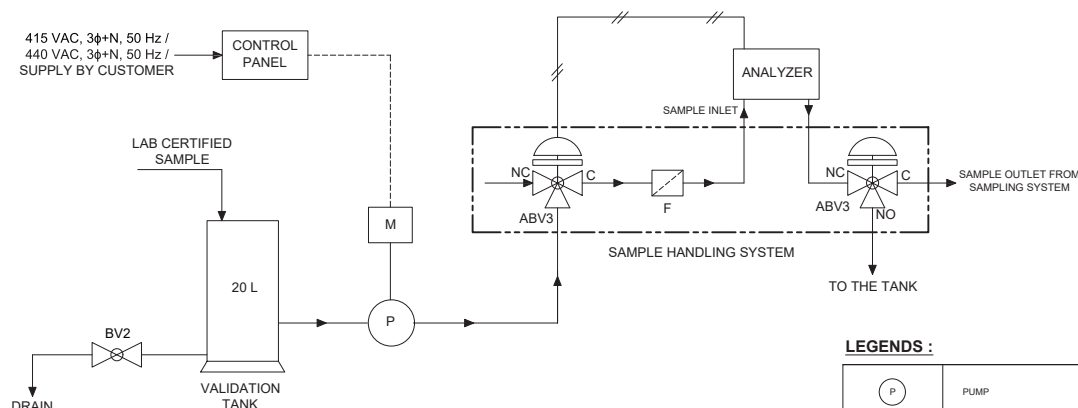 415 VAC, 3ϕ+N, 50 Hz /
440 VAC, 3ϕ+N, 50 Hz /
SUPPLY BY CUSTOMER
CONTROL
PANEL
ANALYZER
SAMPLE INLET
LAB CERTIFIED
SAMPLE
NC
C
ABV3
F
NC
C
ABV3
NO
SAMPLE OUTLET FROM
SAMPLING SYSTEM
M
SAMPLE HANDLING SYSTEM
TO THE TANK
20 L
P
BV2
VALIDATION
TANK
DRAIN
LEGENDS :
P
PUMP